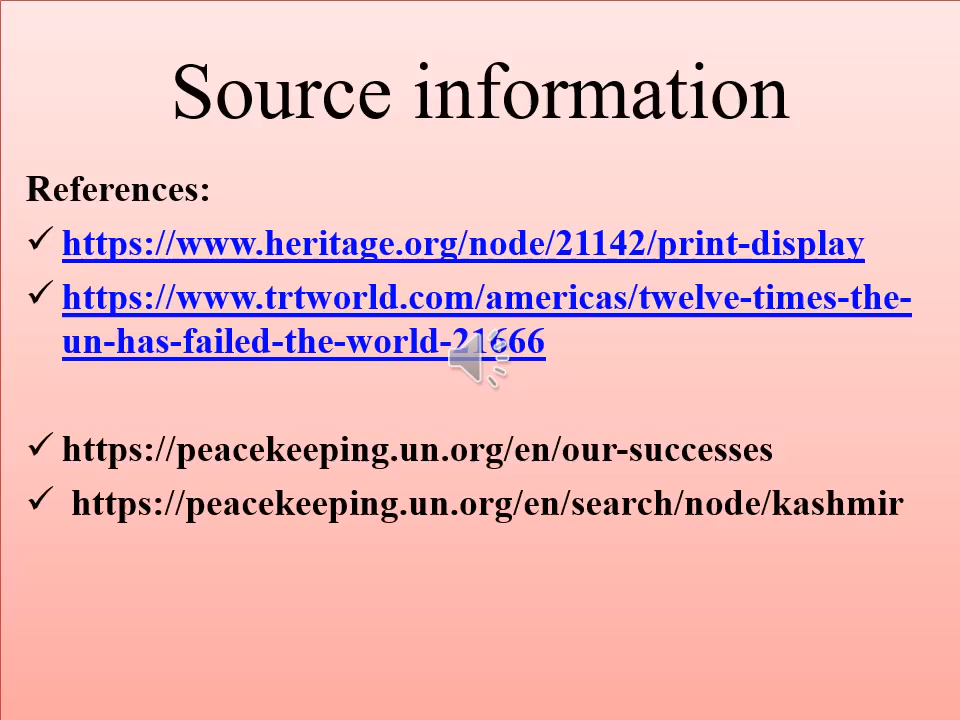 Source information
References:
✓ https://www.heritage.org/node/21142/print-display
✓ https://www.trtworld.com/americas/twelve-times-the-
un-has-failed-the-world-21666
✓ https://peacekeeping.un.org/en/our-successes
✓ https://peacekeeping.un.org/en/search/node/kashmir